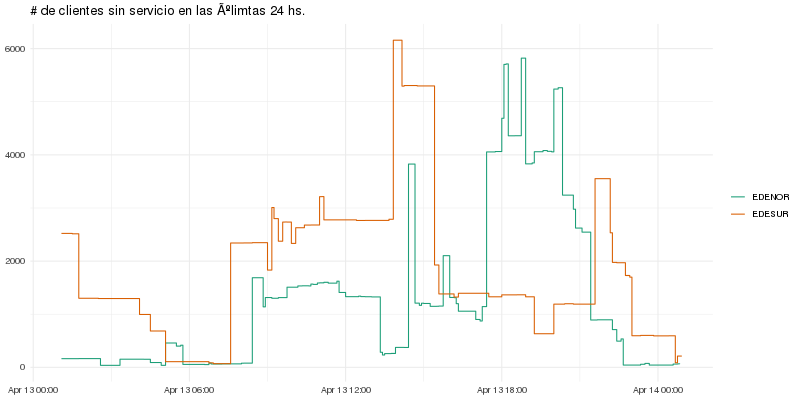 # de clientes sin servicio en las Ãºlimtas 24 hs.
6000
4000
2000
0
Apr 13 00:00 Apr 13 06:00 Apr 13 12:00 Apr 13 18:00 Apr 14 00:00
EDENOR
EDESUR